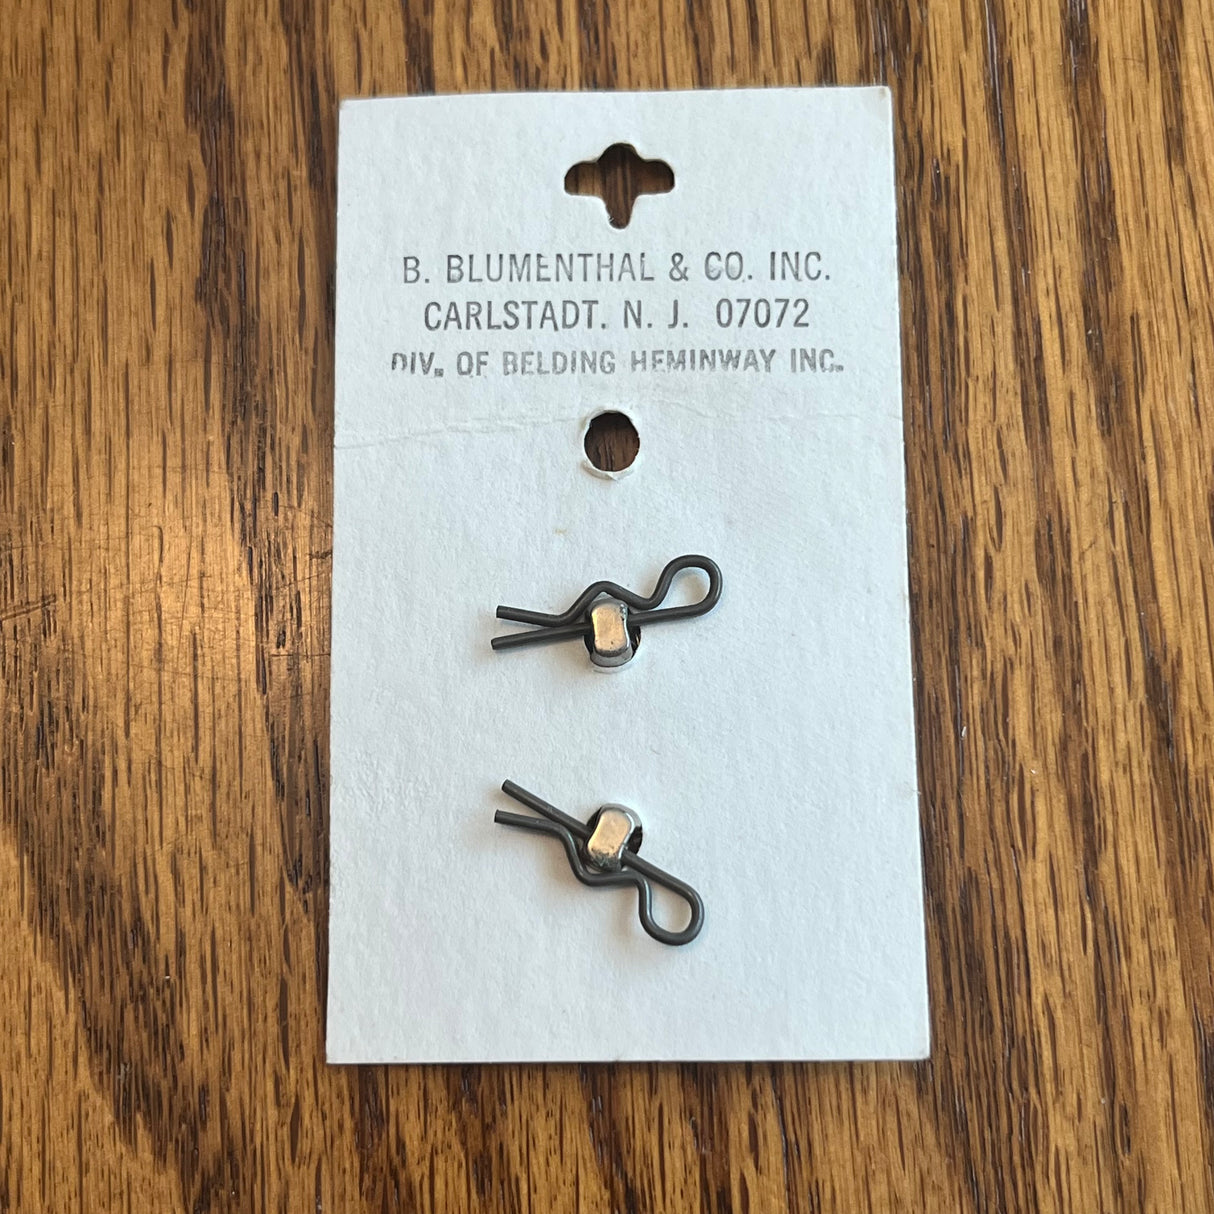 B. BLUMENTHAL & CO. INC.
CARLSTADT. N. J. 07072
DIV. OF BELDING HEMINWAY INC.